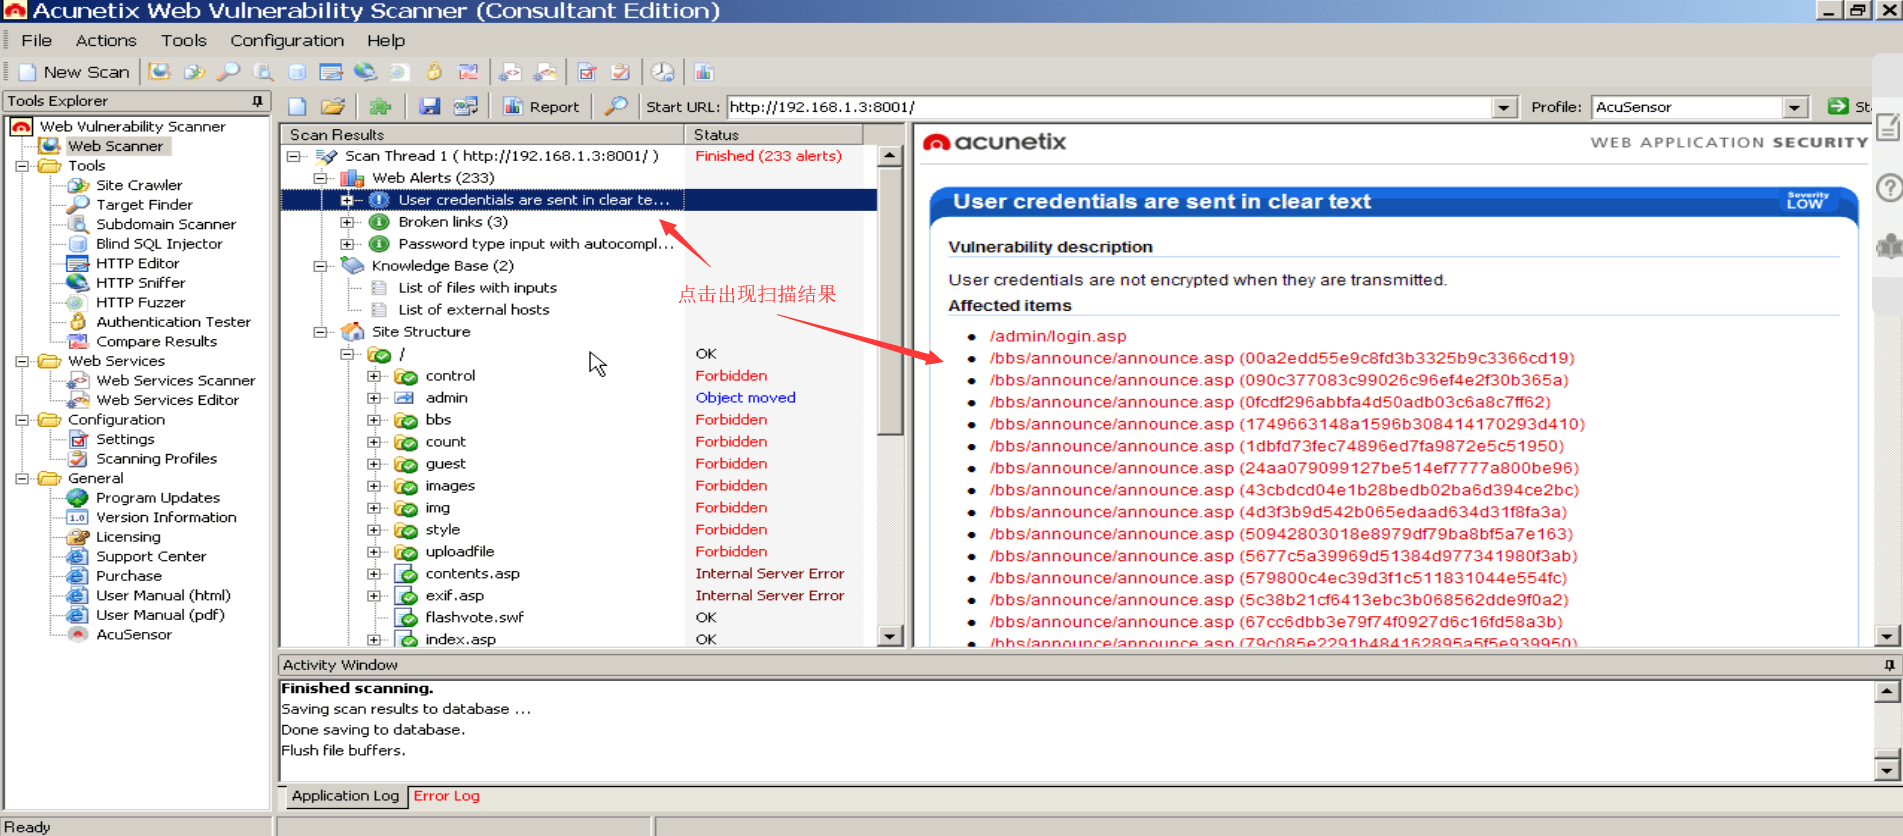 Acunetix Web Vulnerability Scanner (Consultant Edition)
File Actions Tools Configuration Help
New Scan
Tools Explorer
Report Start URL: http://192.168.1.3:8001/ Profile: AcuSensor
Web Vulnerability Scanner
Web Scanner
Tools
Site Crawler
Target Finder
Subdomain Scanner
Blind SQL Injector
HTTP Editor
HTTP Sniffer
HTTP Fuzzer
Authentication Tester
Compare Results
Web Services
Web Services Scanner
Web Services Editor
Configuration
Settings
Scanning Profiles
General
Program Updates
1.0 Version Information
Licensing
Support Center
Purchase
User Manual (html)
User Manual (pdf)
AcuSensor
Scan Results Status
Scan Thread 1 ( http://192.168.1.3:8001/ ) Finished (233 alerts)
Web Alerts (233)
User credentials are sent in clear te...
Broken links (3)
Password type input with autocompl...
Knowledge Base (2)
List of files with inputs
List of external hosts
Site Structure
/ OK
control Forbidden
admin Object moved
bbs Forbidden
count Forbidden
guest Forbidden
images Forbidden
img Forbidden
style Forbidden
uploadfile Forbidden
contents.asp Internal Server Error
exif.asp Internal Server Error
flashvote.swf OK
index.asp OK
点击出现扫描结果
acunetix WEB APPLICATION SECURITY
User credentials are sent in clear text Severity LOW
Vulnerability description
User credentials are not encrypted when they are transmitted.
Affected items
/admin/login.asp
/bbs/announce/announce.asp (00a2edd55e9c8fd3b3325b9c3366cd19)
/bbs/announce/announce.asp (090c377083c99026c96ef4e2f30b365a)
/bbs/announce/announce.asp (0fcdf296abbfa4d50adb03c6a8c7ff62)
/bbs/announce/announce.asp (1749663148a1596b308414170293d410)
/bbs/announce/announce.asp (1dbfd73fec74896ed7fa9872e5c51950)
/bbs/announce/announce.asp (24aa079099127be514ef7777a800be96)
/bbs/announce/announce.asp (43cbdcd04e1b28bedb02ba6d394ce2bc)
/bbs/announce/announce.asp (4d3f3b9d542b065edaad634d31f8fa3a)
/bbs/announce/announce.asp (50942803018e8979df79ba8bf5a7e163)
/bbs/announce/announce.asp (5677c5a39969d51384d977341980f3ab)
/bbs/announce/announce.asp (579800c4ec39d3f1c511831044e554fc)
/bbs/announce/announce.asp (5c38b21cf6413ebc3b068562dde9f0a2)
/bbs/announce/announce.asp (67cc6dbb3e79f74f0927d6c16fd58a3b)
/bbs/announce/announce.asp (79c085e2291b484162895a5f5e939950)
Activity Window
Finished scanning.
Saving scan results to database ...
Done saving to database.
Flush file buffers.
Application Log Error Log
Ready